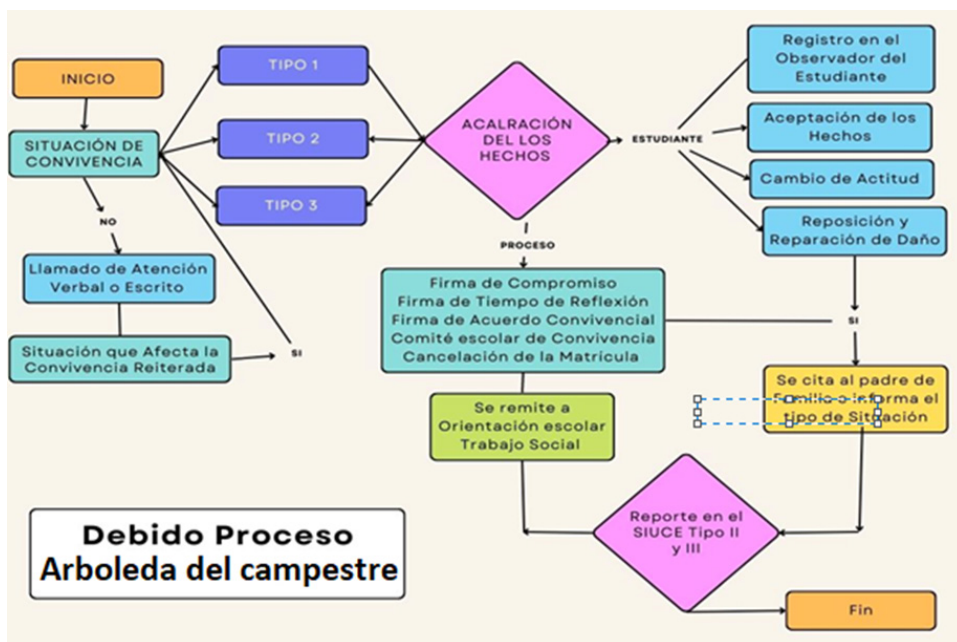 INICIO
SITUACIÓN DE
CONVIVENCIA
NO
Llamado de Atención
Verbal o Escrito
Situación que Afecta la
Convivencia Reiterada
SI
TIPO 1
TIPO 2
TIPO 3
ACALRACIÓN
DEL LOS
HECHOS
ESTUDIANTE
Registro en el
Observador del
Estudiante
Aceptación de los
Hechos
Cambio de Actitud
Reposición y
Reparación de Daño
PROCESO
Firma de Compromiso
Firma de Tiempo de Reflexión
Firma de Acuerdo Convivencial
Comité escolar de Convivencia
Cancelación de la Matrícula
SI
Se cita al padre de
Familia e informa el
tipo de Situación
Se remite a
Orientación escolar
Trabajo Social
Reporte en el
SIUCE Tipo II
y III
Fin
Debido Proceso
Arboleda del campestre